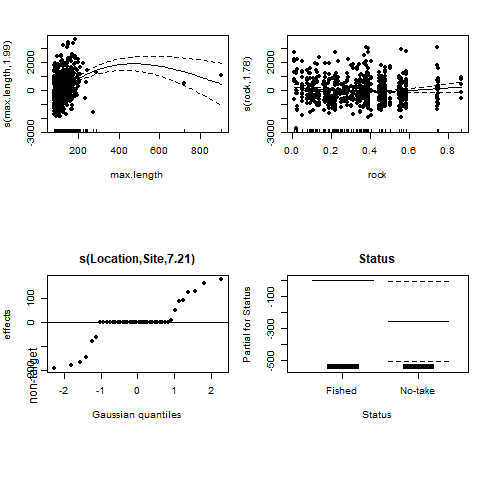 s(max.length,1.99)
2000
0
-3000
200 400 600 800
max.length
s(rock,1.78)
2000
0
-3000
0.0 0.2 0.4 0.6 0.8
rock
s(Location,Site,7.21)
effects
non-target
100
0
-2 -1 0 1 2
Gaussian quantiles
Status
Partial for Status
-100
-300
-500
Fished No-take
Status